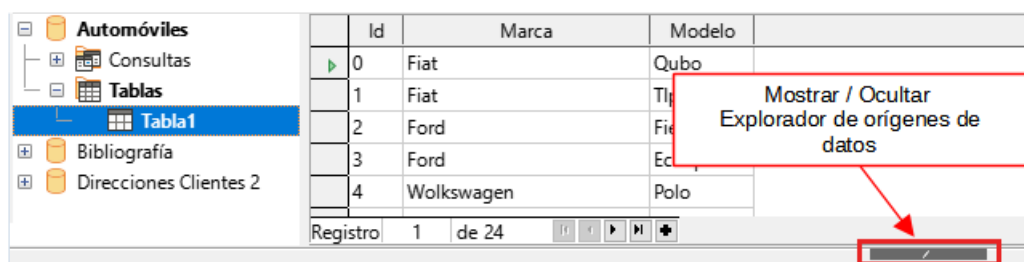 Automóviles
Consultas
Tablas
Tabla1
Bibliografía
Direcciones Clientes 2
Id Marca Modelo
0 Fiat Qubo
1 Fiat
2 Ford
3 Ford
4 Wolkswagen Polo
Registro 1 de 24
Mostrar / Ocultar
Explorador de orígenes de
datos